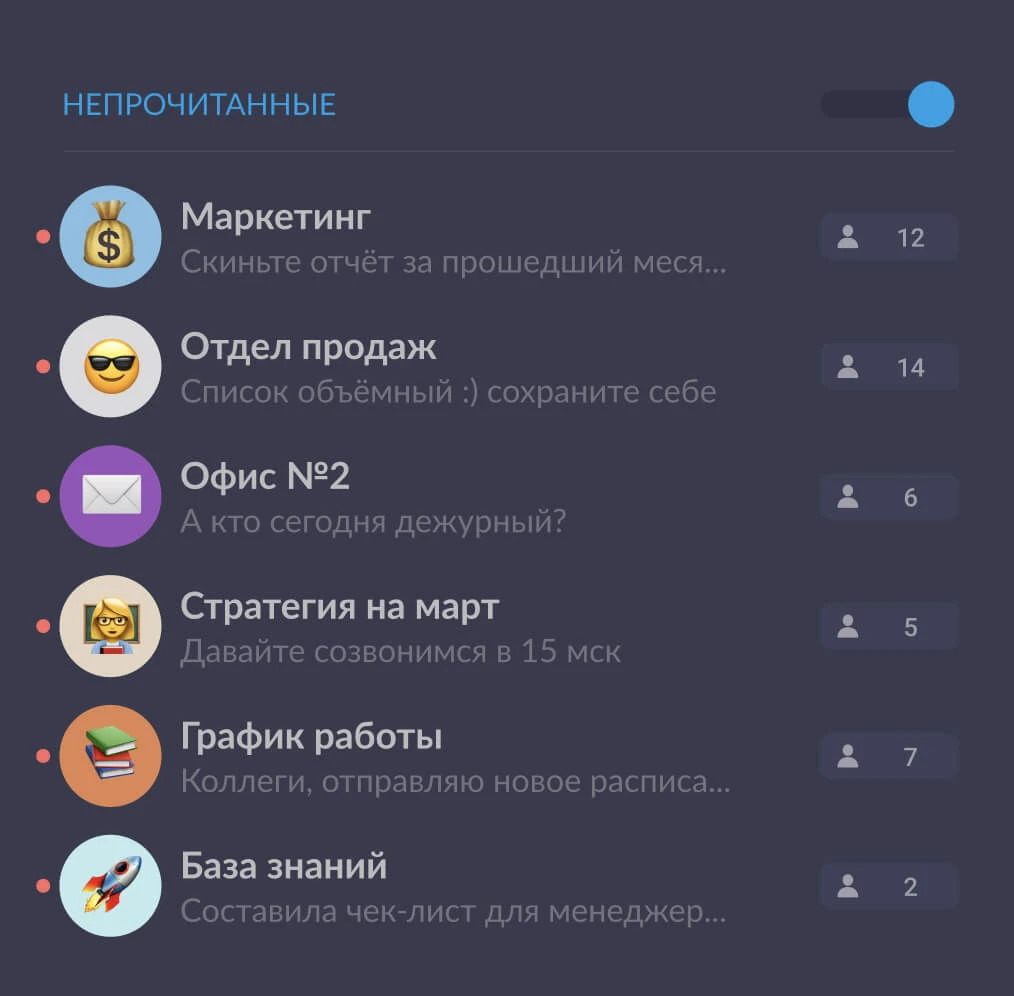 НЕПРОЧИТАННЫЕ
Маркетинг
Скиньте отчёт за прошедший меся...
12
Отдел продаж
Список объёмный :) сохраните себе
14
Офис №2
А кто сегодня дежурный?
6
Стратегия на март
Давайте созвонимся в 15 мск
5
График работы
Коллеги, отправляю новое расписа...
7
База знаний
Составила чек-лист для менеджер...
2